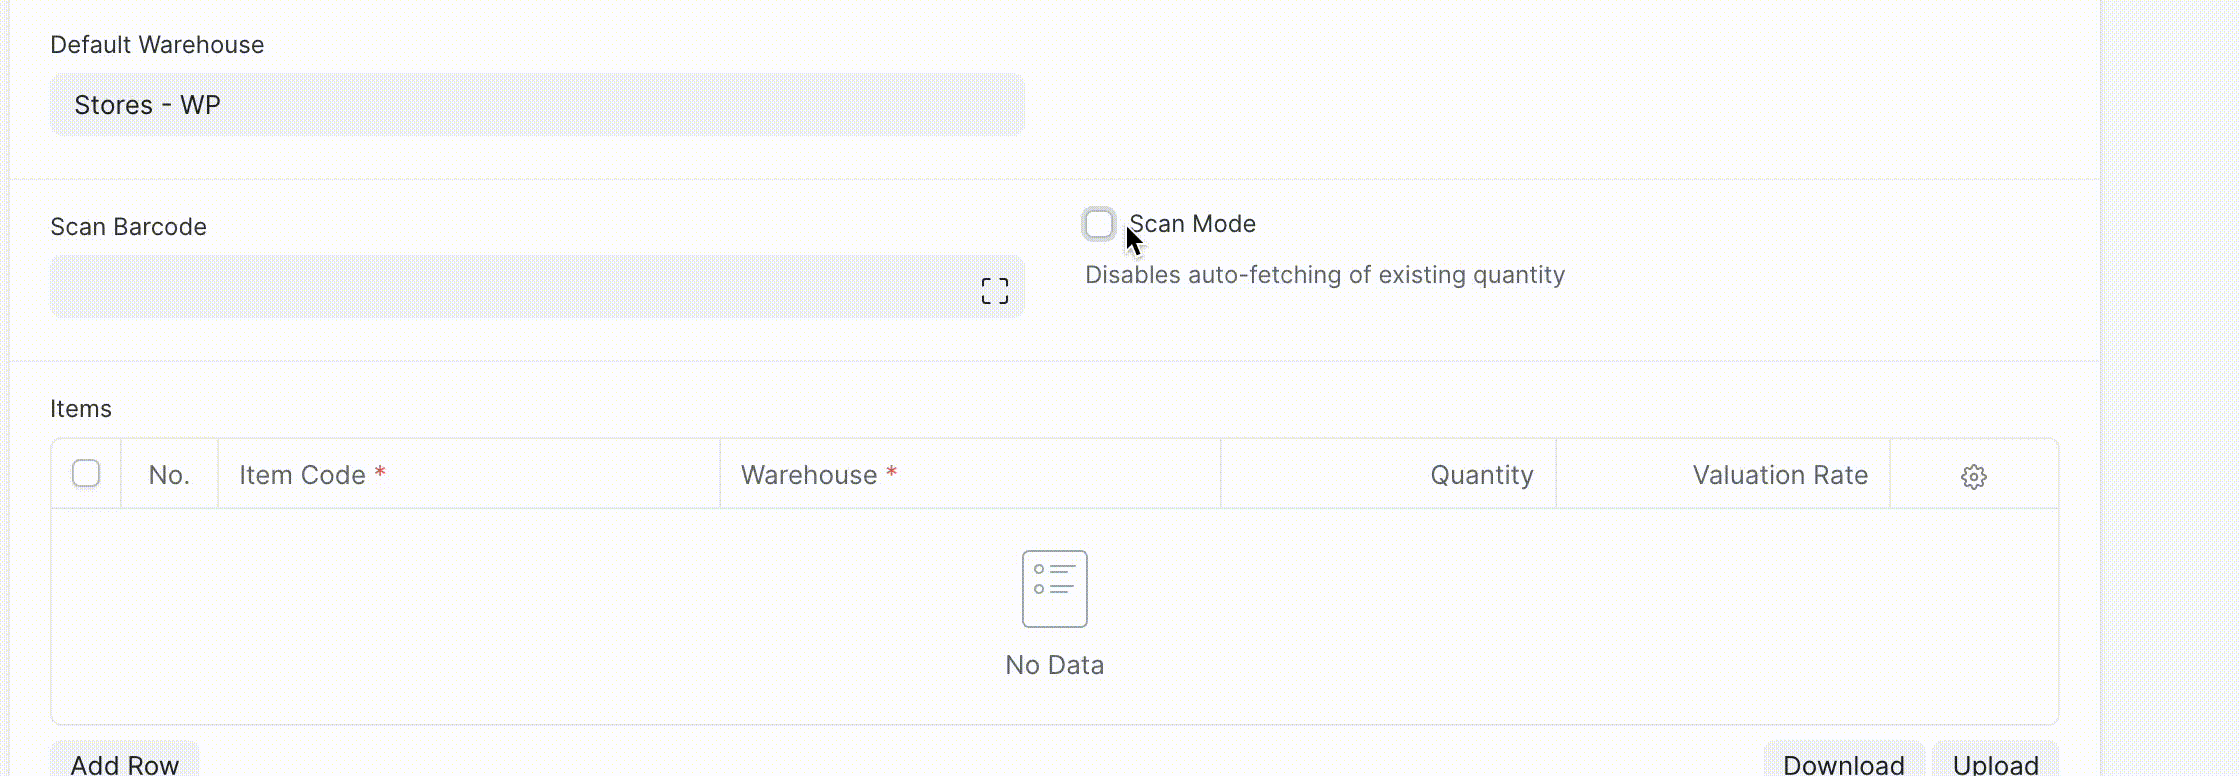 Default Warehouse
Stores - WP
Scan Barcode
Scan Mode
Disables auto-fetching of existing quantity
Items
No. Item Code * Warehouse * Quantity Valuation Rate
No Data
Add Row Download Upload